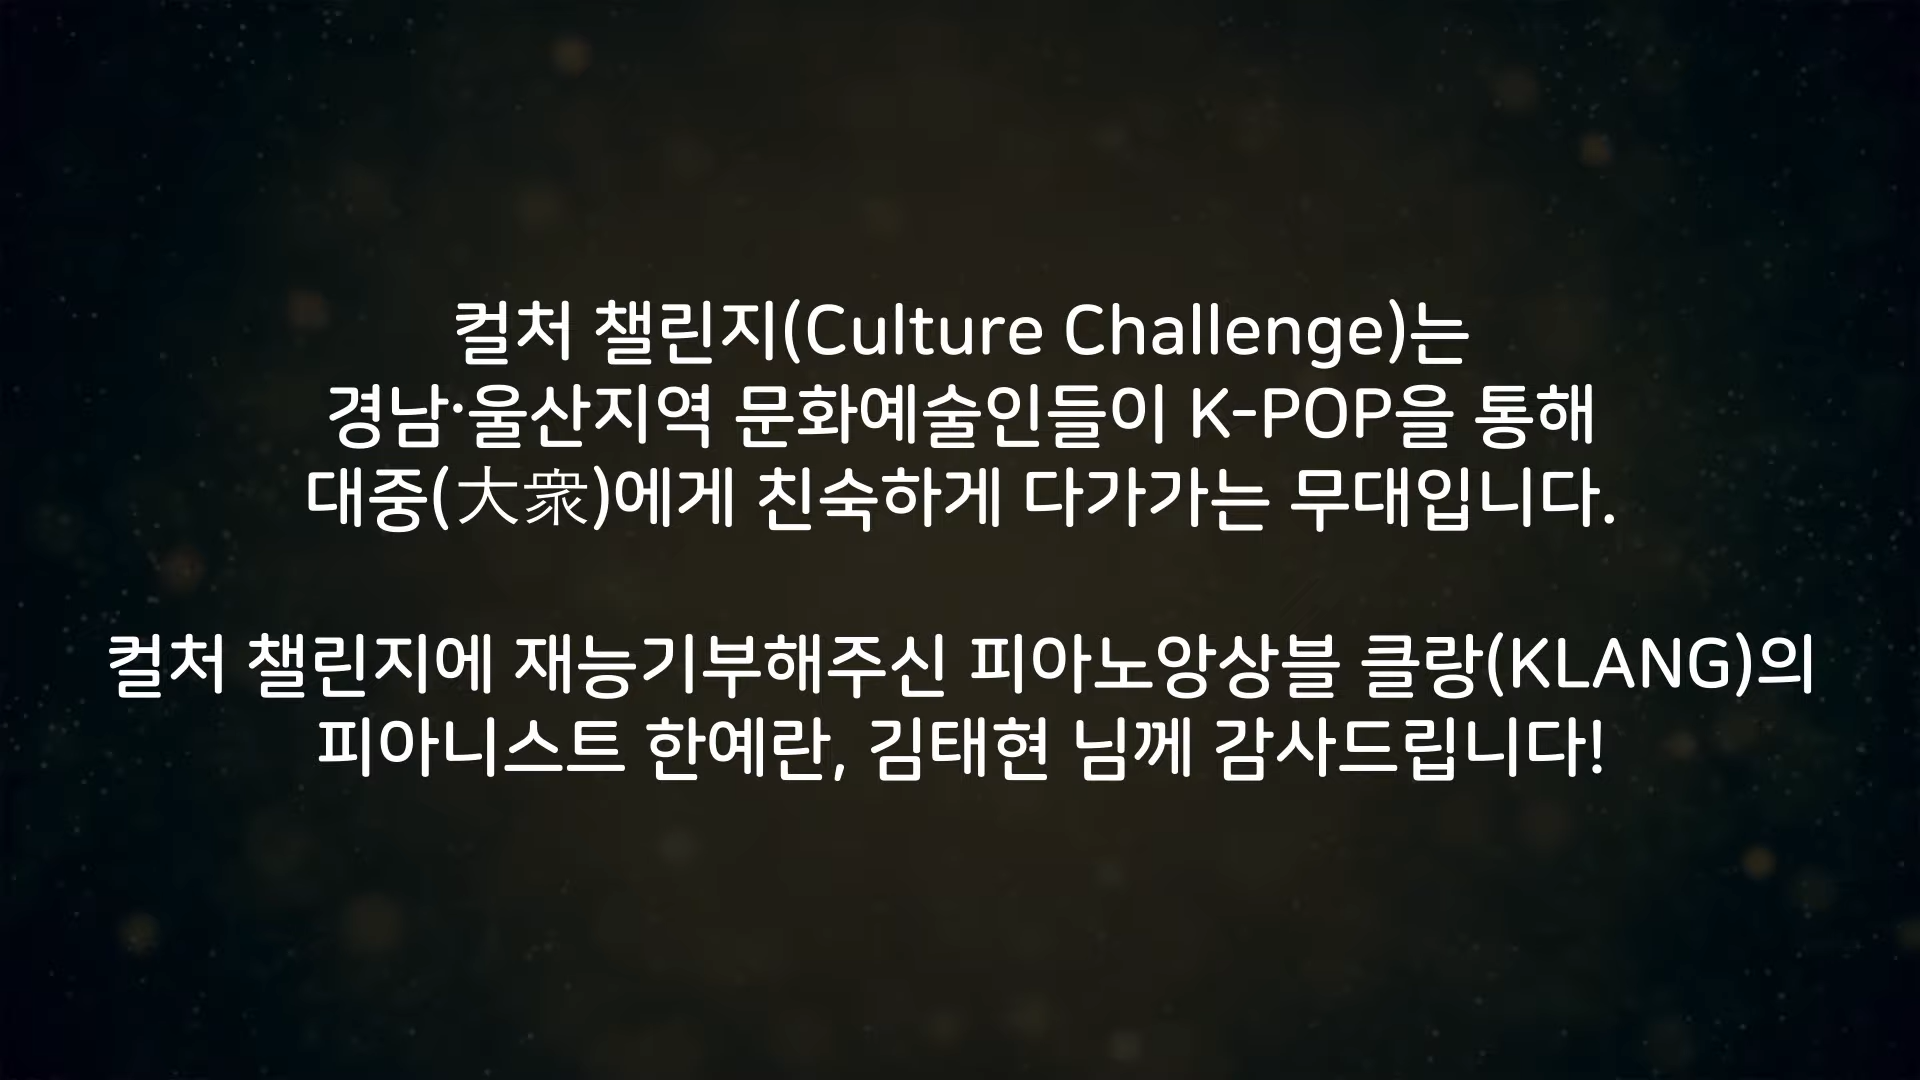 컬처 챌린지(Culture Challenge)는
경남·울산지역 문화예술인들이 K-POP을 통해
대중(大衆)에게 친숙하게 다가가는 무대입니다.
컬처 챌린지에 재능기부해주신 피아노앙상블 클랑(KLANG)의
피아니스트 한예란, 김태현 님께 감사드립니다!